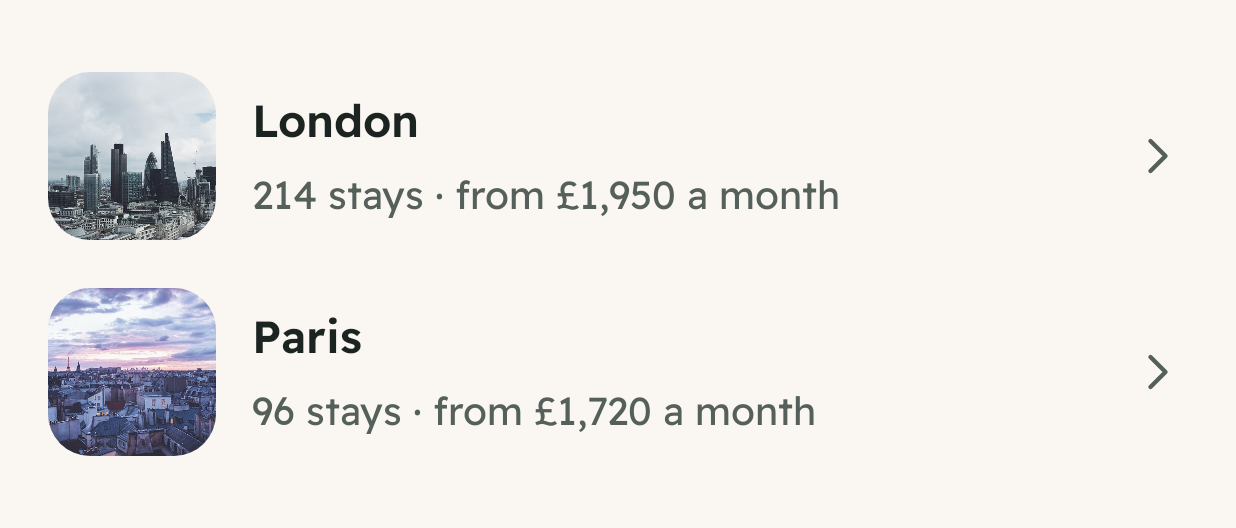 London
214 stays · from £1,950 a month
Paris
96 stays · from £1,720 a month